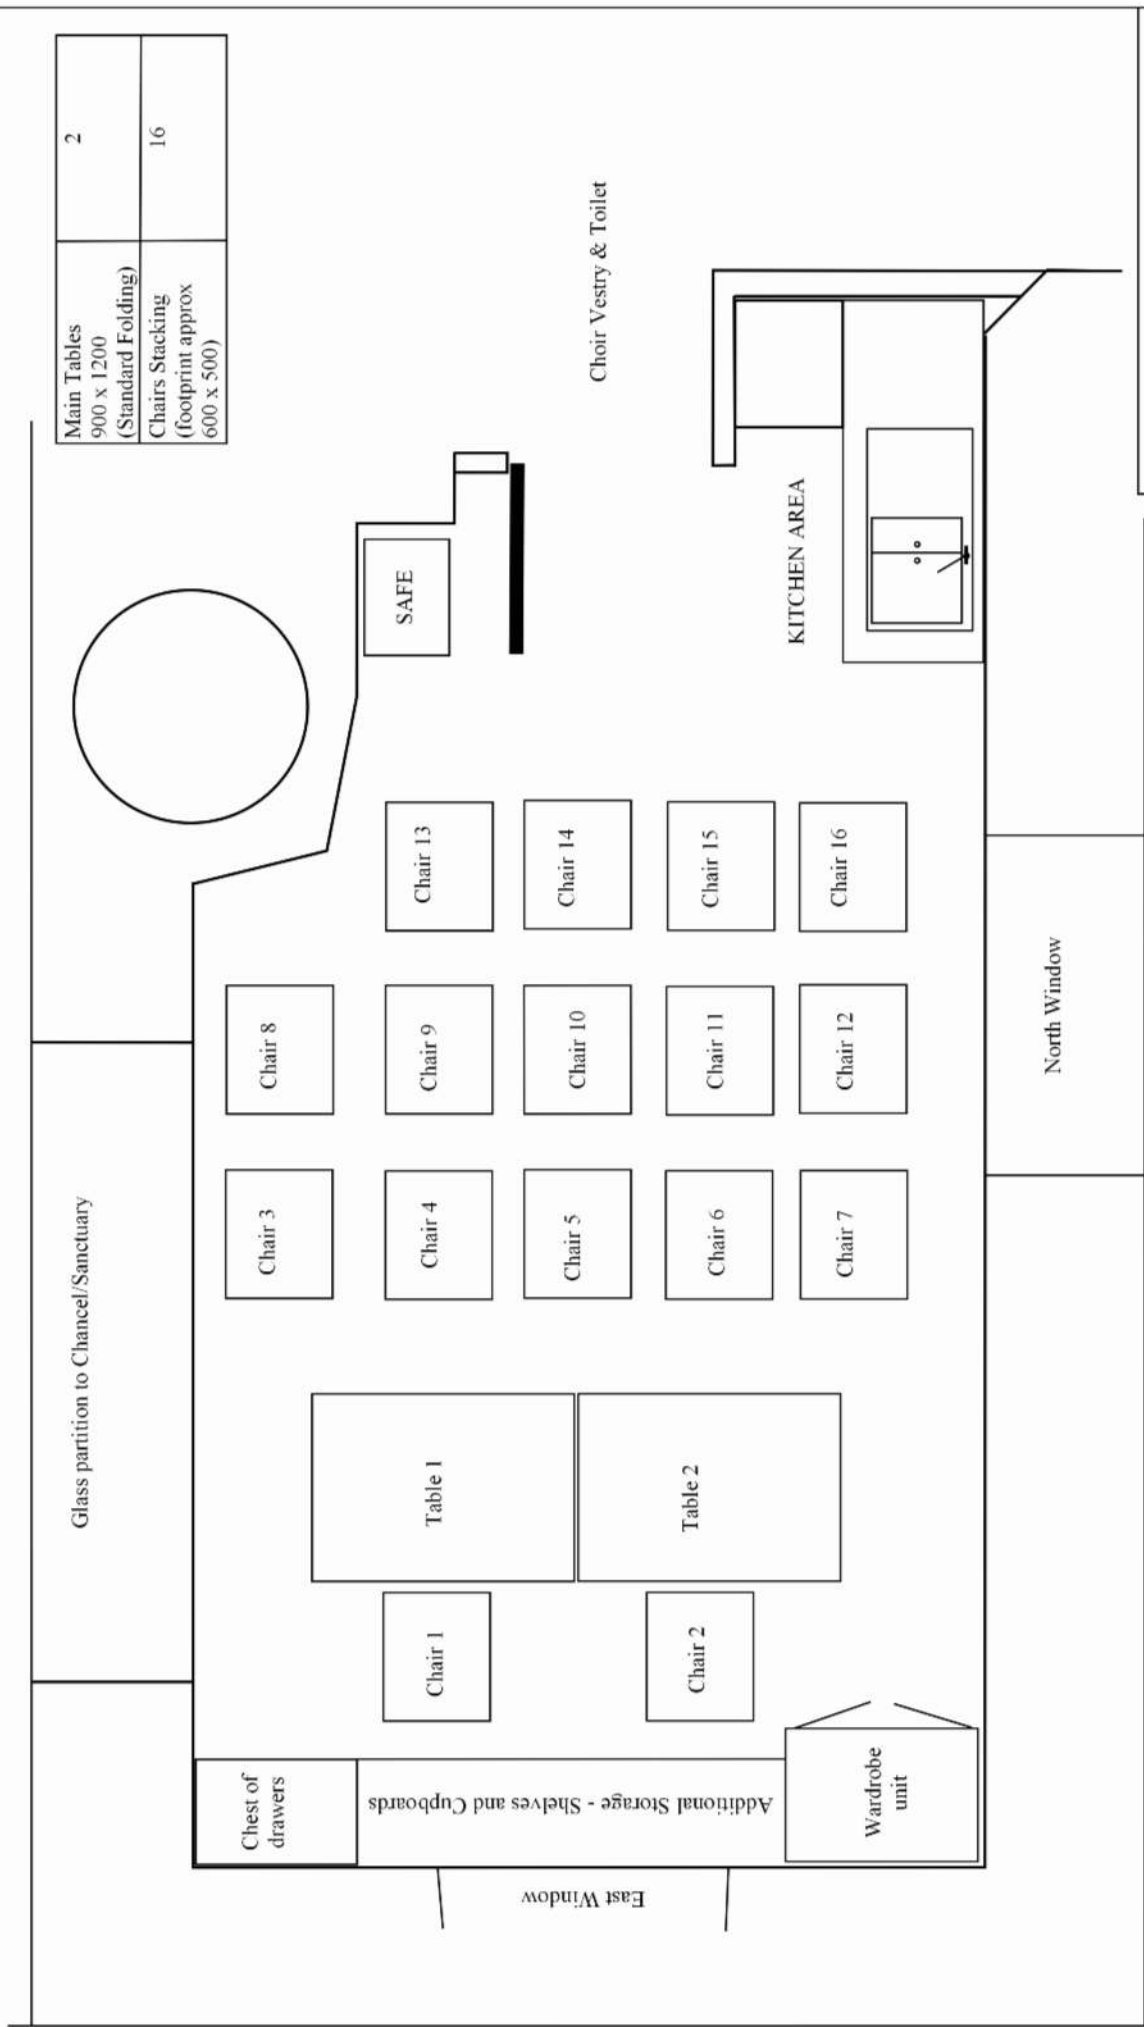 Main Tables
900 x 1200
(Standard Folding)
2
Chairs Stacking
(footprint approx
600 x 500)
16
Choir Vestry & Toilet
SAFE
KITCHEN AREA
Glass partition to Chancel/Sanctuary
Chair 13
Chair 14
Chair 15
Chair 16
Chair 8
Chair 9
Chair 10
Chair 11
Chair 12
North Window
Chair 3
Chair 4
Chair 5
Chair 6
Chair 7
Table 1
Table 2
Chair 1
Chair 2
Chest of
drawers
Additional Storage - Shelves and Cupboards
Wardrobe
unit
East Window